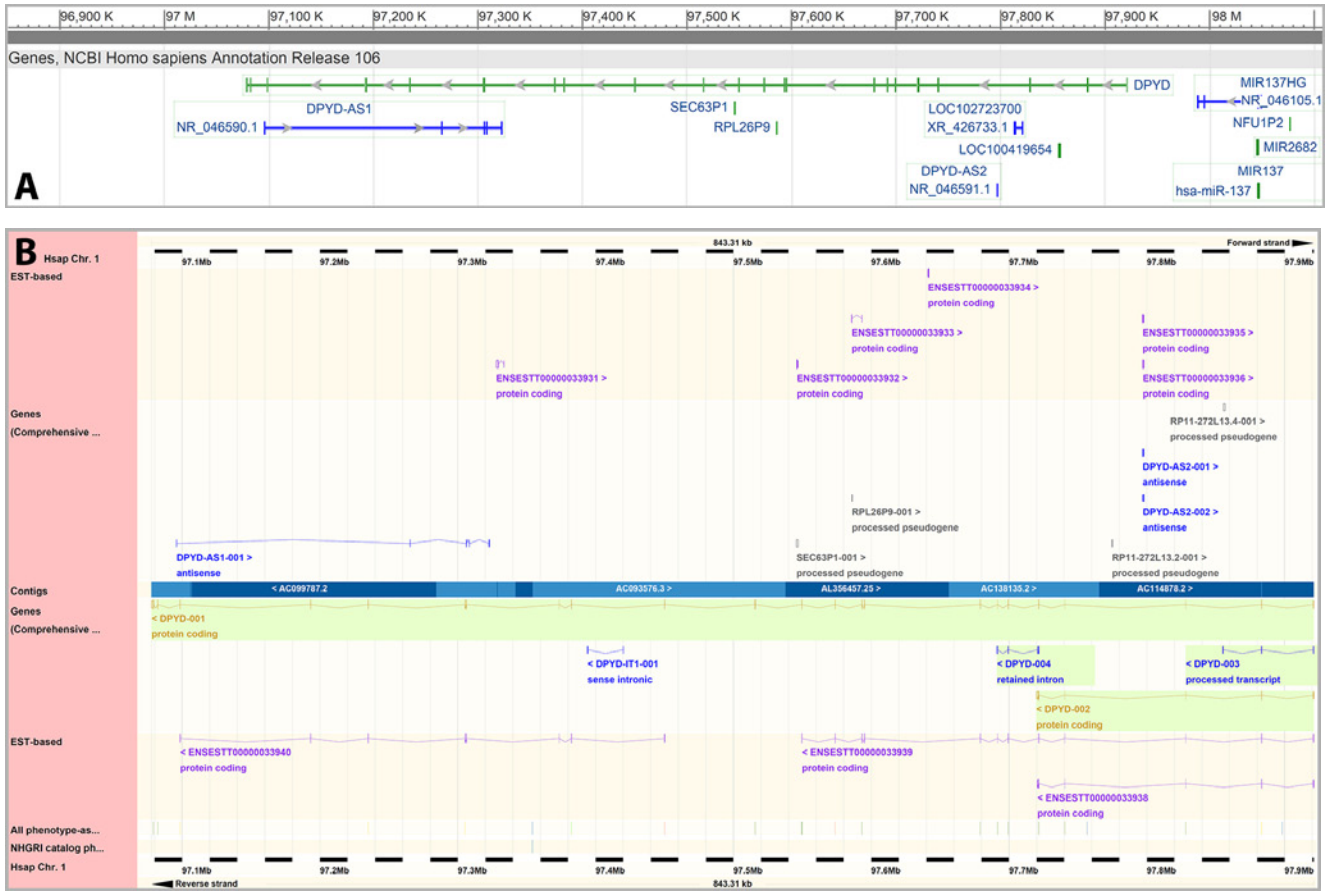 96,900 K 97 M 97,100 K 97,200 K 97,300 K 97,400 K 97,500 K 97,600 K 97,700 K 97,800 K 97,900 K 98 M
Genes, NCBI Homo sapiens Annotation Release 106
DPYD MIR137HG
DPYD-AS1 SEC63P1 LOC102723700 NR_046105.1
NR_046590.1 RPL26P9 XR_426733.1 NFU1P2
LOC100419654 MIR2682
A DPYD-AS2 MIR137
NR_046591.1 hsa-miR-137
B Hsap Chr. 1 843.31 kb Forward strand
97.1Mb 97.2Mb 97.3Mb 97.4Mb 97.5Mb 97.6Mb 97.7Mb 97.8Mb 97.9Mb
EST-based
ENSESTT00000033934 >
protein coding
ENSESTT00000033933 > ENSESTT00000033935 >
protein coding protein coding
ENSESTT00000033931 > ENSESTT00000033932 > ENSESTT00000033936 >
protein coding protein coding protein coding
Genes
(Comprehensive ... RP11-272L13.4-001 >
processed pseudogene
DPYD-AS2-001 >
antisense
RPL26P9-001 > DPYD-AS2-002 >
processed pseudogene antisense
DPYD-AS1-001 > SEC63P1-001 > RP11-272L13.2-001 >
antisense processed pseudogene processed pseudogene
Contigs < AC099787.2 AC093576.3 > AL356457.25 > AC138135.2 > AC114878.2 >
Genes
(Comprehensive ... < DPYD-001
protein coding
< DPYD-IT1-001 < DPYD-004 < DPYD-003
sense intronic retained intron processed transcript
< DPYD-002
protein coding
EST-based
< ENSESTT00000033940 < ENSESTT00000033939
protein coding protein coding
< ENSESTT00000033938
protein coding
All phenotype-as...
NHGRI catalog ph...
Hsap Chr. 1 97.1Mb 97.2Mb 97.3Mb 97.4Mb 97.5Mb 97.6Mb 97.7Mb 97.8Mb 97.9Mb
Reverse strand 843.31 kb